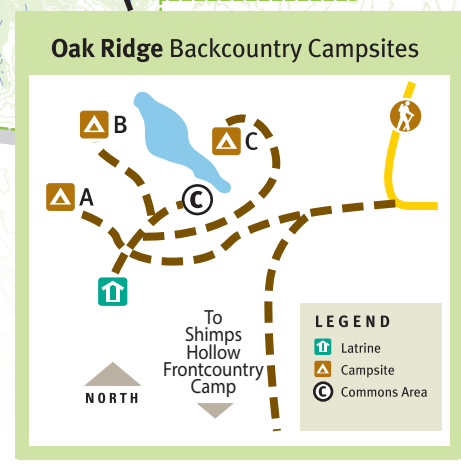 Oak Ridge Backcountry Campsites
B
C
A
C
To
Shimps
Hollow
Frontcountry
Camp
NORTH
LEGEND
Latrine
Campsite
C Commons Area